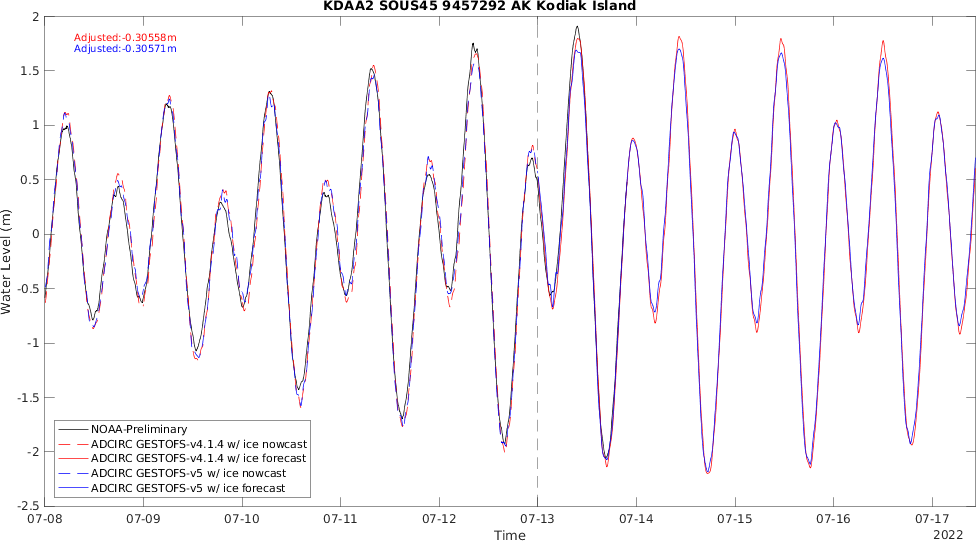 KDAA2 SOUS45 9457292 AK Kodiak Island
Adjusted:-0.30558m
Adjusted:-0.30571m
2
1.5
1
0.5
0
-0.5
-1
-1.5
-2
-2.5
Water Level (m)
NOAA-Preliminary
ADCIRC GESTOFS-v4.1.4 w/ ice nowcast
ADCIRC GESTOFS-v4.1.4 w/ ice forecast
ADCIRC GESTOFS-v5 w/ ice nowcast
ADCIRC GESTOFS-v5 w/ ice forecast
07-08 07-09 07-10 07-11 07-12 07-13 07-14 07-15 07-16 07-17
Time
2022